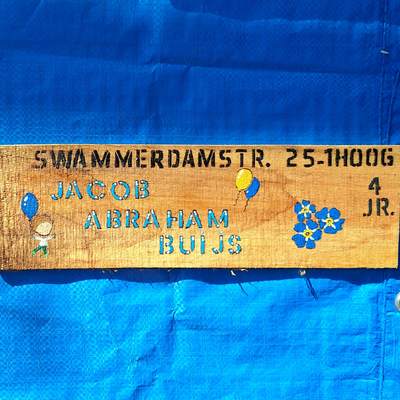 SWAMMERDAMSTR. 25-1HOOG
JACOB
ABRAHAM
BUIJS
4
JR.